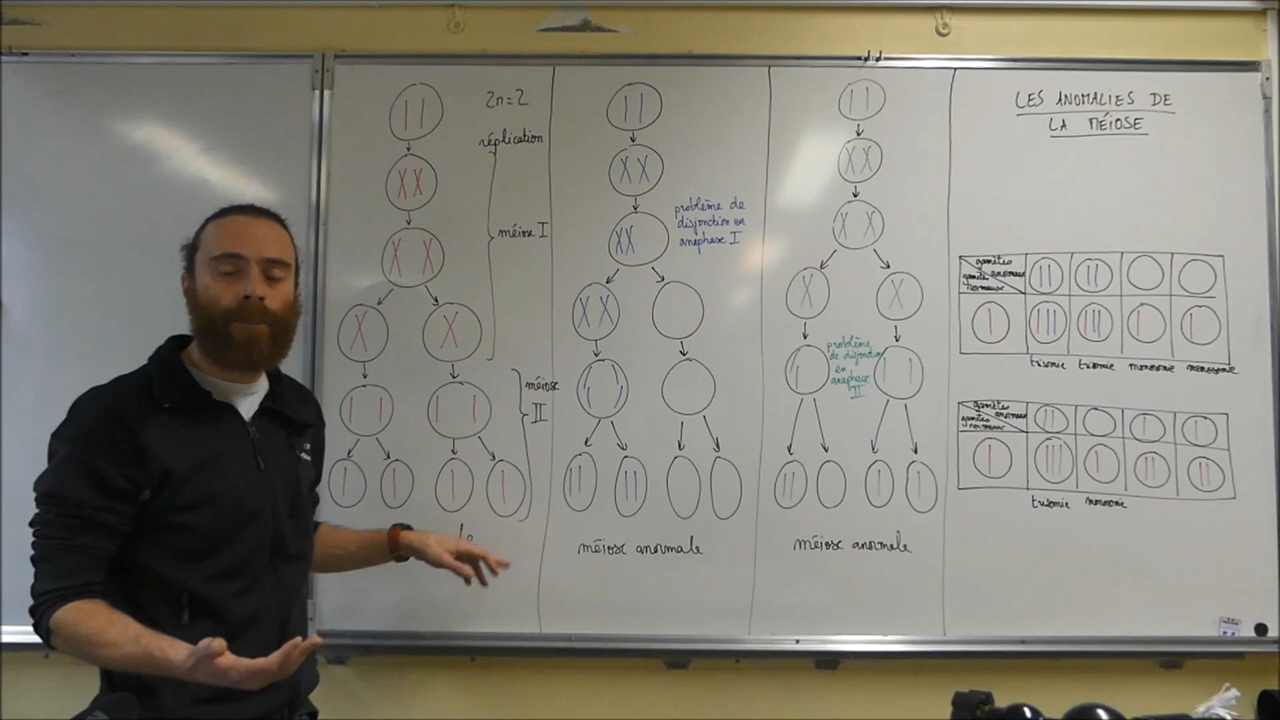 2n=2
réplication
méiose I
méiose
II
problème de
disjonction en
anaphase I
méiose anormale
problème
de disjonction
en
anaphase
II
méiose anormale
LES ANOMALIES DE
LA MÉIOSE
gamètes
anormaux
gamètes
normaux
trisomie trisomie monosomie monosomie
gamètes
anormaux
gamètes
normaux
trisomie monosomie